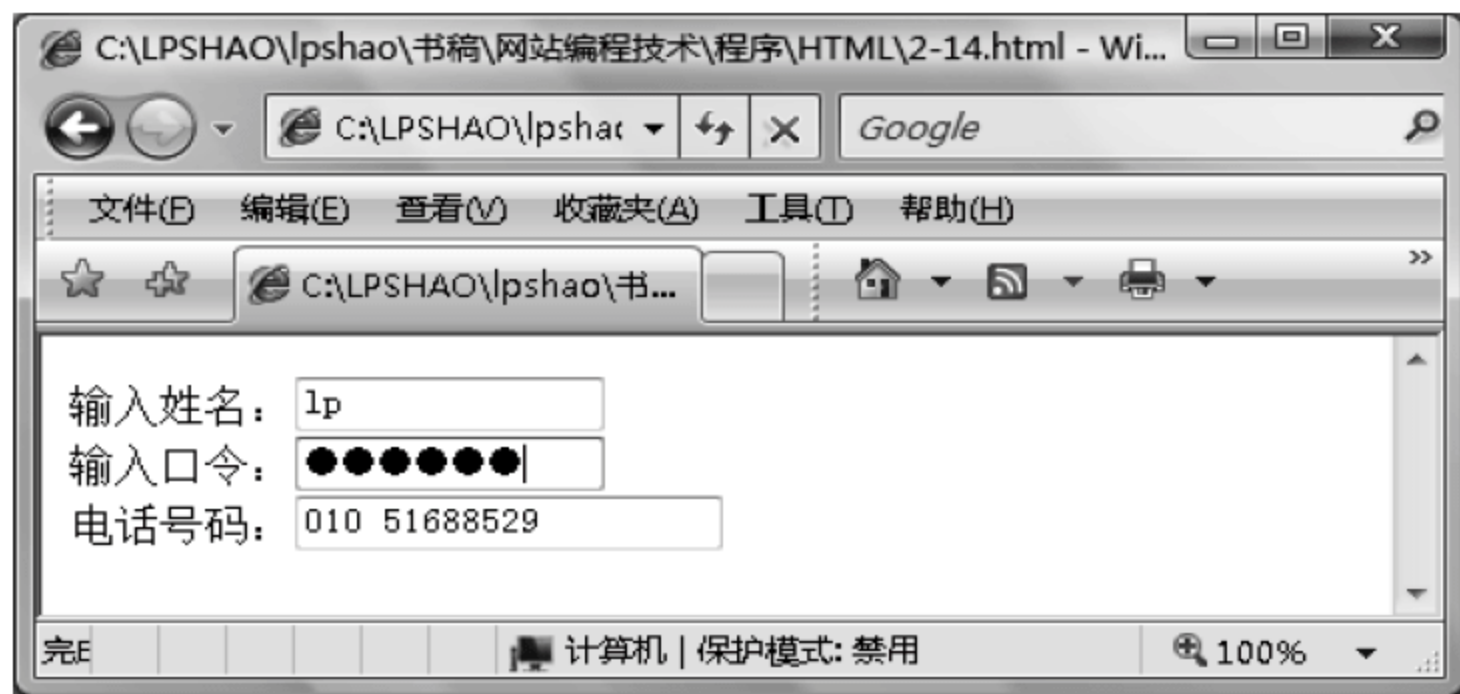 C:\LPSHAO\lpshao\书稿\网站编程技术\程序\HTML\2-14.html - Wi...
C:\LPSHAO\lpshac Google
文件(F) 编辑(E) 查看(V) 收藏夹(A) 工具(T) 帮助(H)
C:\LPSHAO\lpshao\书... »
输入姓名：lp
输入口令：●●●●●●
电话号码：010 51688529
完 计算机 | 保护模式: 禁用 100%